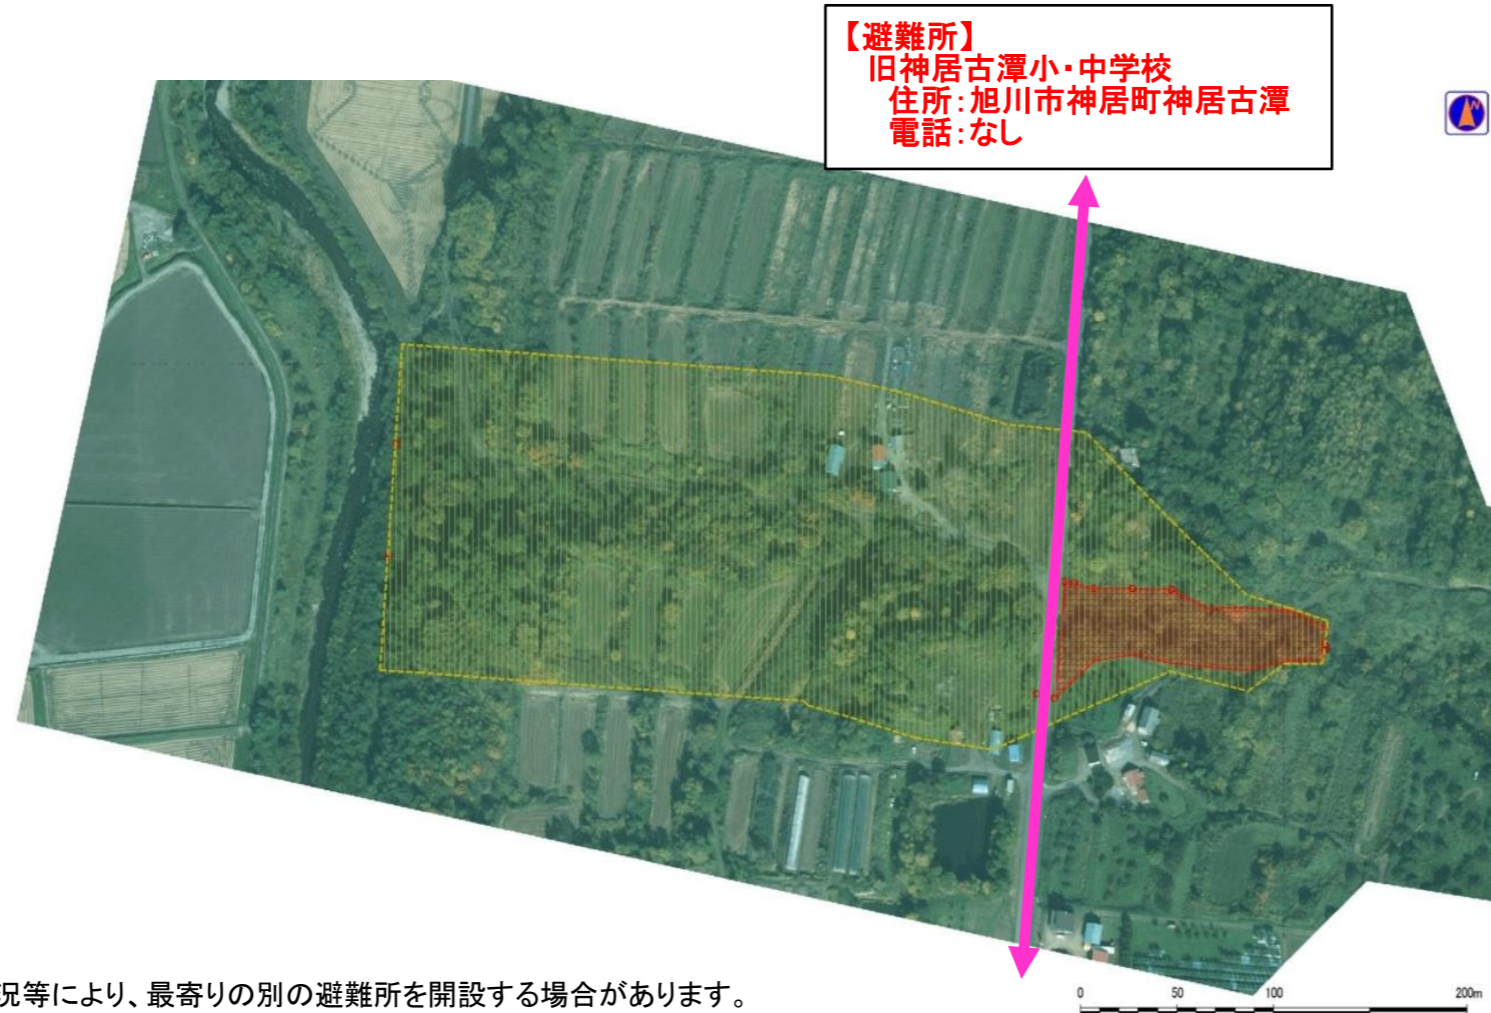 【避難所】
旧神居古潭小・中学校
住所:旭川市神居町神居古潭
電話:なし
N
況等により、最寄りの別の避難所を開設する場合があります。
0 50 100 200m